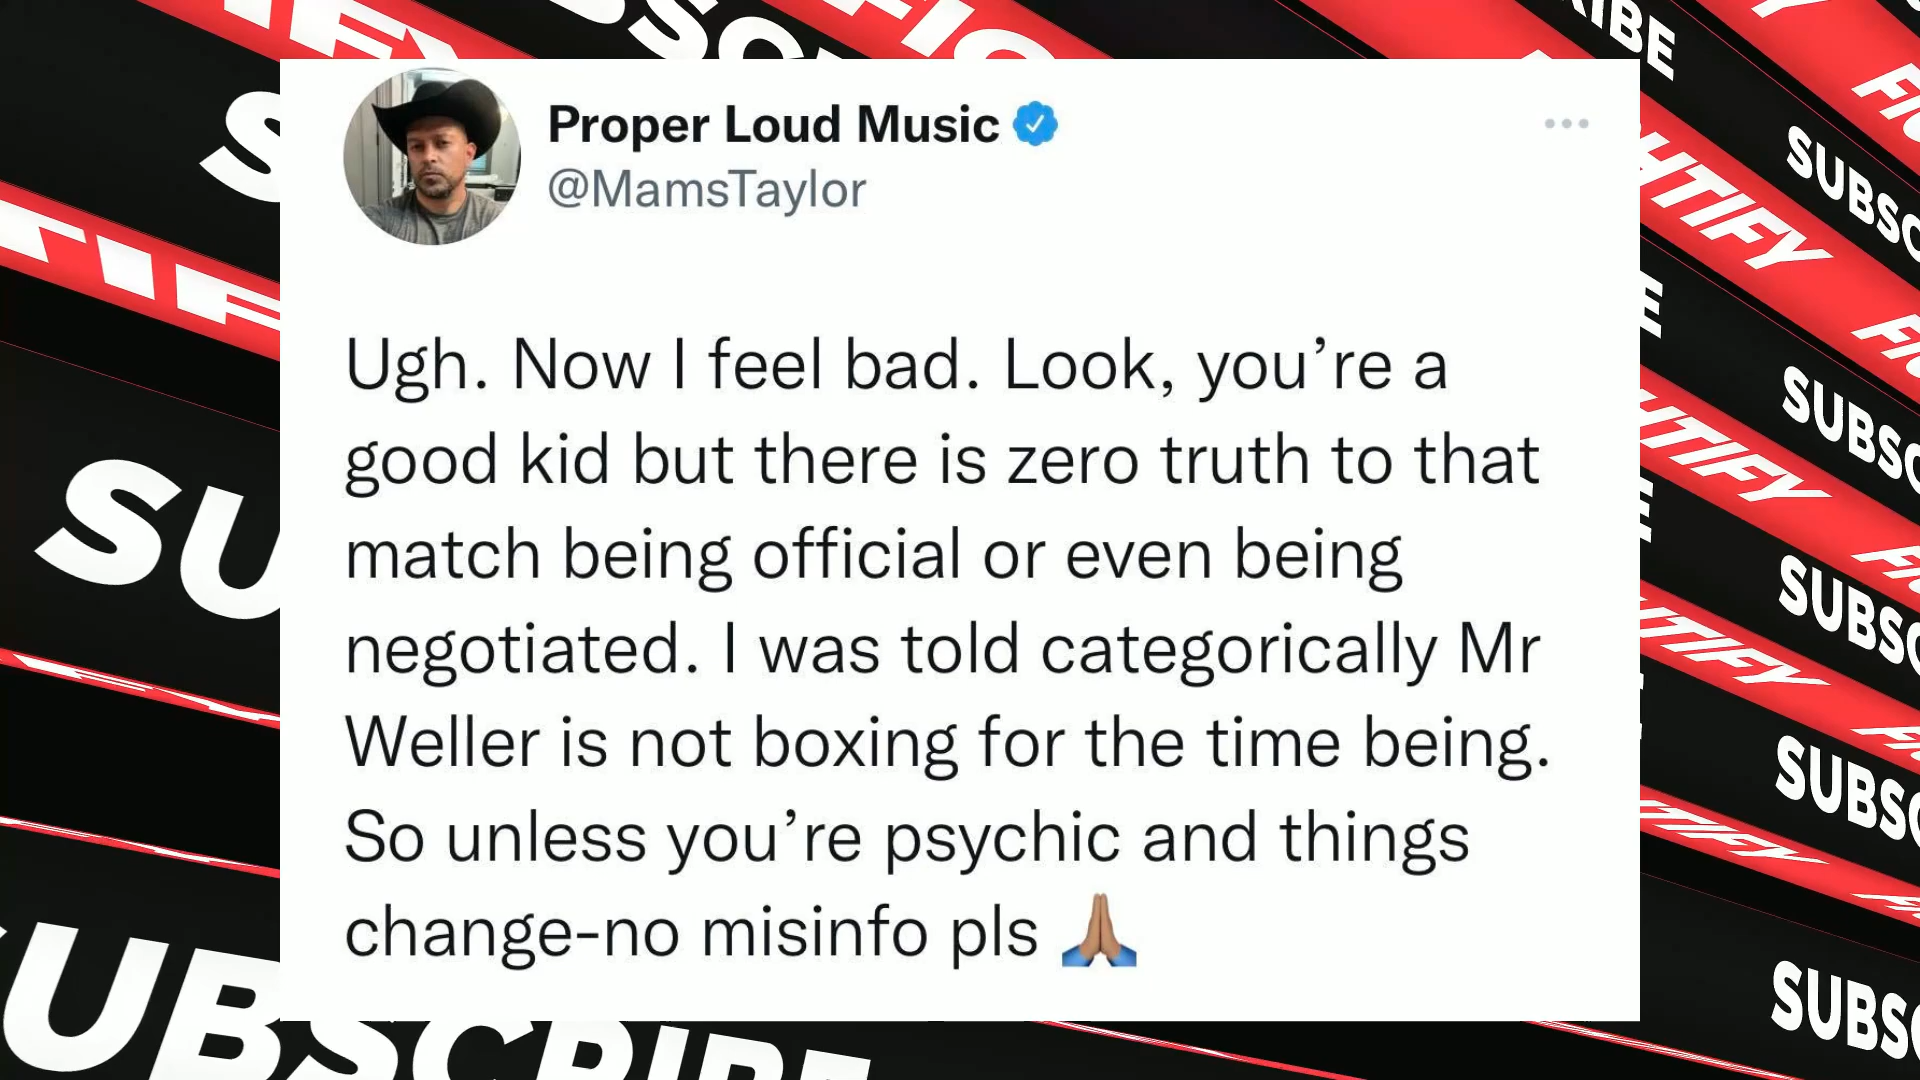 Proper Loud Music
@MamsTaylor
Ugh. Now I feel bad. Look, you’re a
good kid but there is zero truth to that
match being official or even being
negotiated. I was told categorically Mr
Weller is not boxing for the time being.
So unless you’re psychic and things
change-no misinfo pls 🙏🏽
SUBSCRIBE